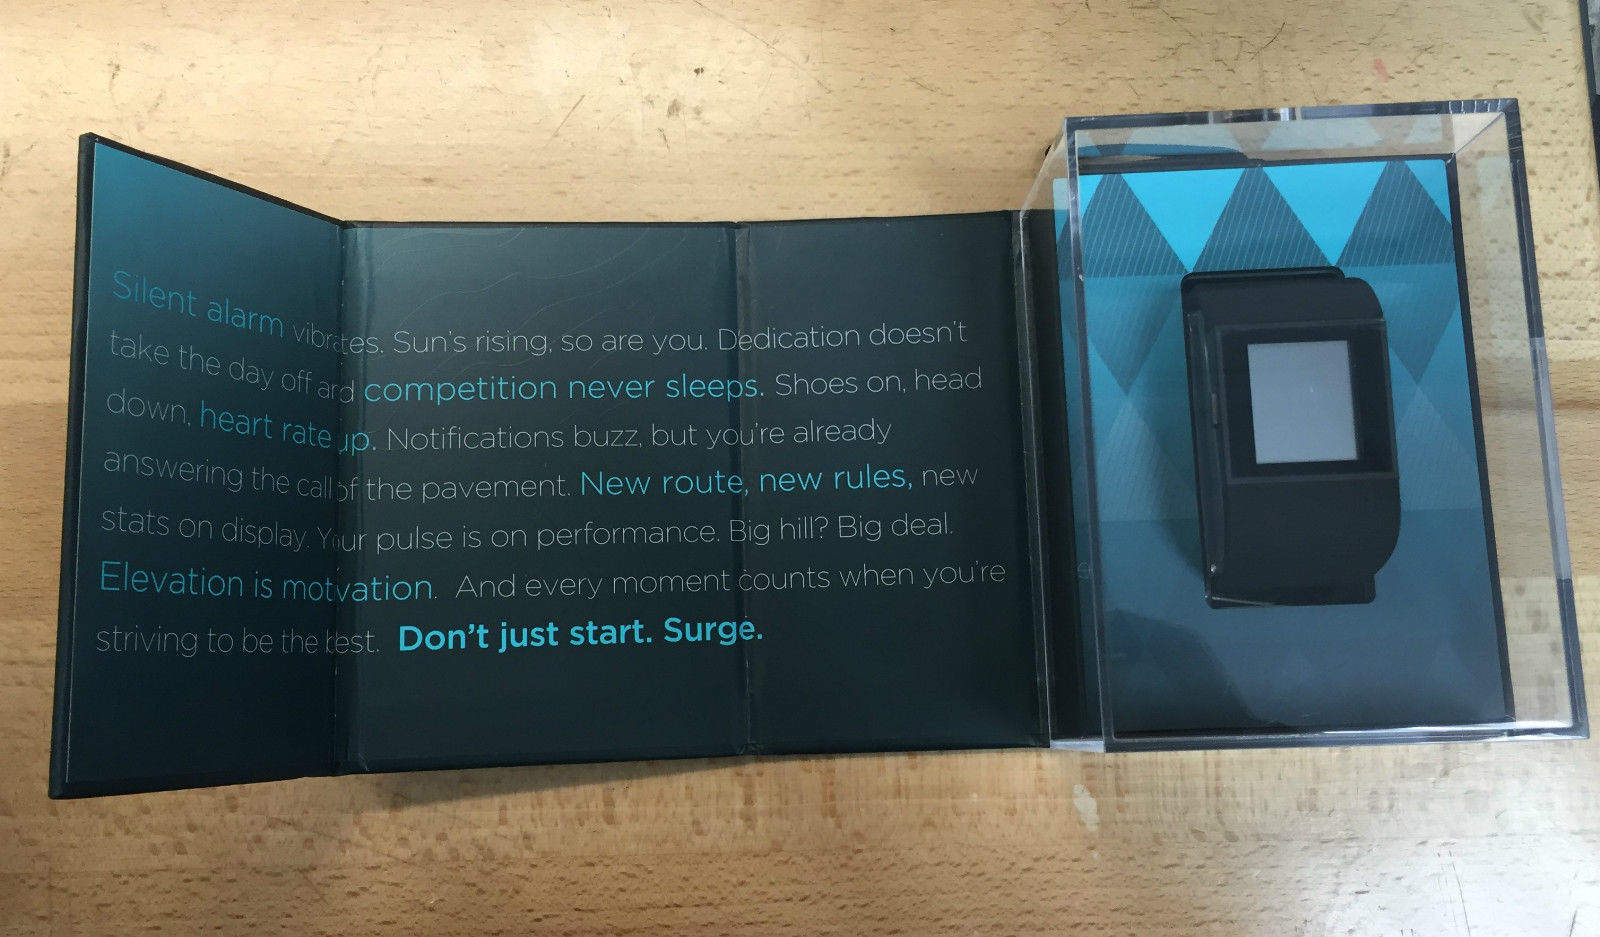 Silent alarm vibrates. Sun's rising, so are you. Dedication doesn't
take the day off and competition never sleeps. Shoes on, head
down, heart rate up. Notifications buzz, but you're already
answering the call of the pavement. New route, new rules, new
stats on display. Your pulse is on performance. Big hill? Big deal.
Elevation is motivation. And every moment counts when you're
striving to be the best. Don't just start. Surge.